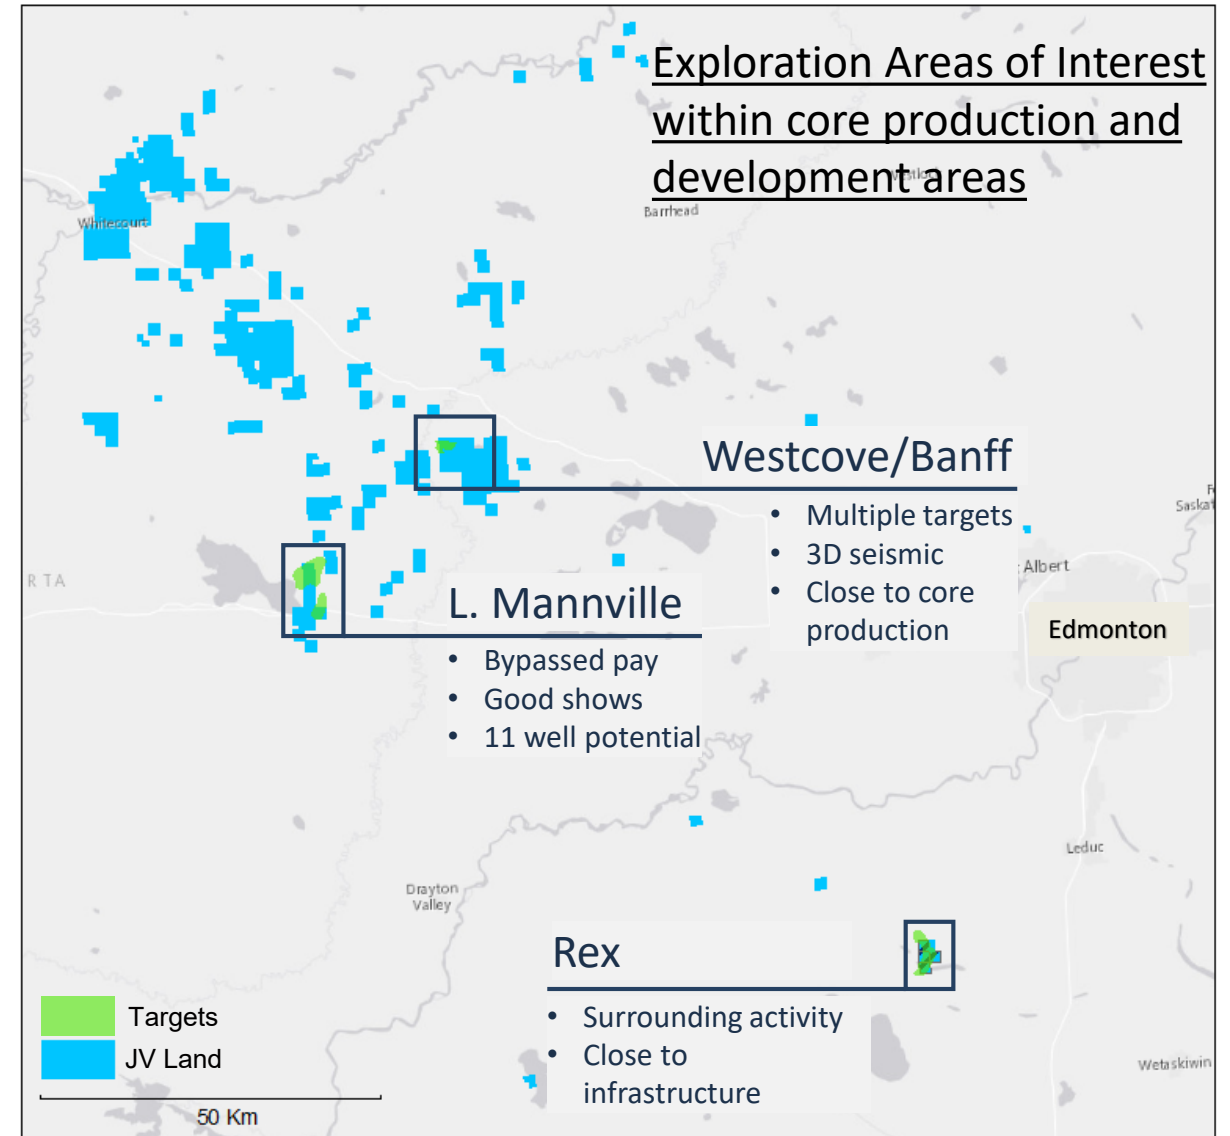 Exploration Areas of Interest
within core production and
development areas
Barrhead
Whitecourt
Westcove/Banff
• Multiple targets
• 3D seismic
• Close to core
production
Albert
Edmonton
RTA
L. Mannville
• Bypassed pay
• Good shows
• 11 well potential
Leduc
Drayton
Valley
Rex
• Surrounding activity
• Close to
infrastructure
Targets
JV Land
50 Km
Wetaskiwin